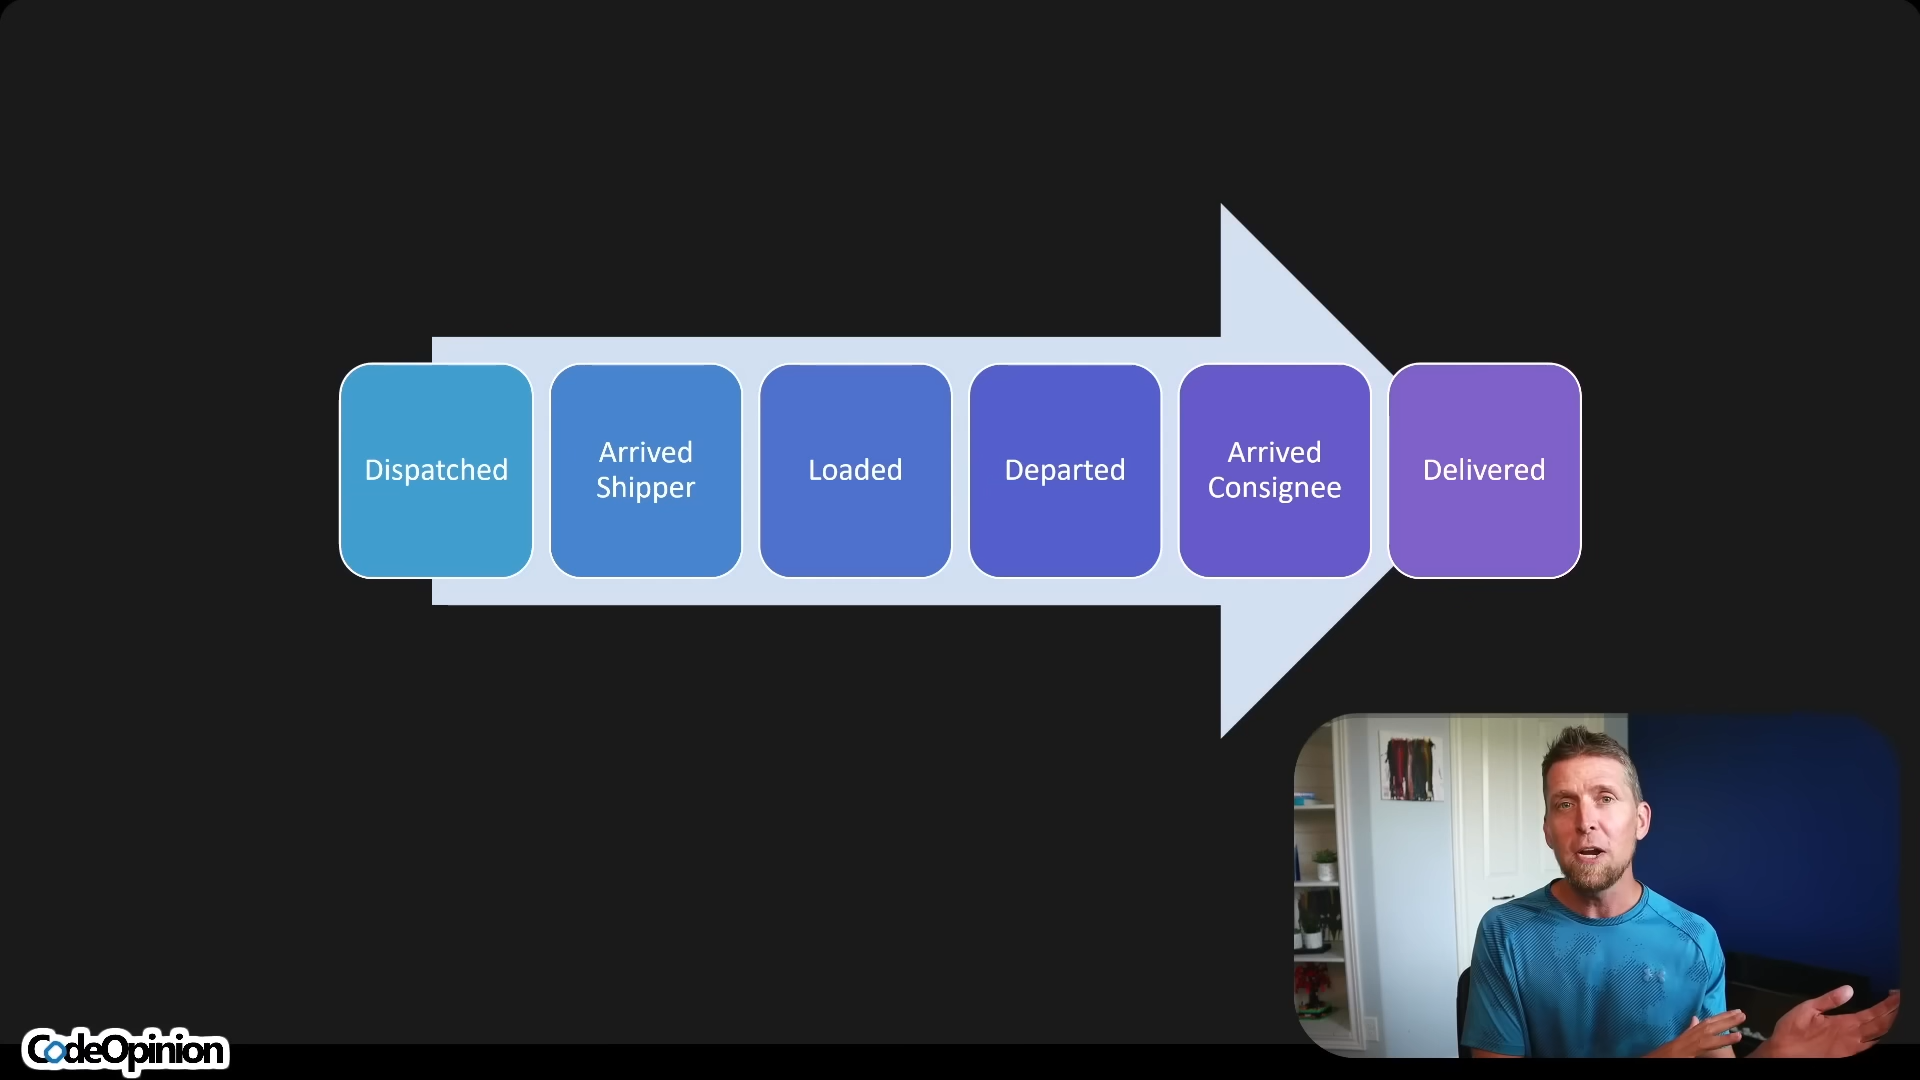 Dispatched
Arrived
Shipper
Loaded
Departed
Arrived
Consignee
Delivered
CodeOpinion